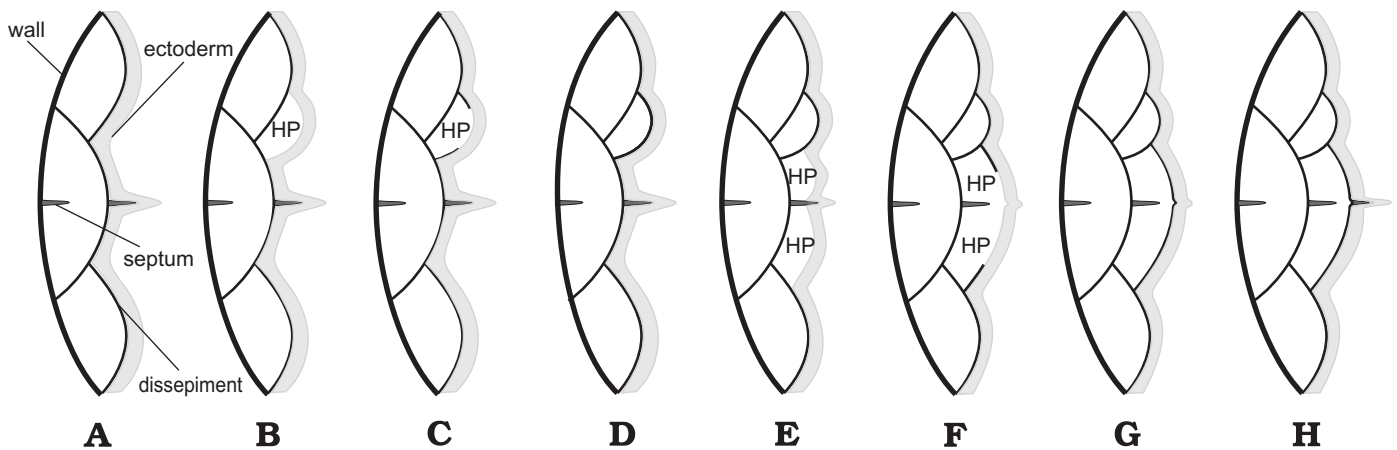 wall
ectoderm
septum
dissepiment
HP
HP
HP
HP
HP
HP
A B C D E F G H